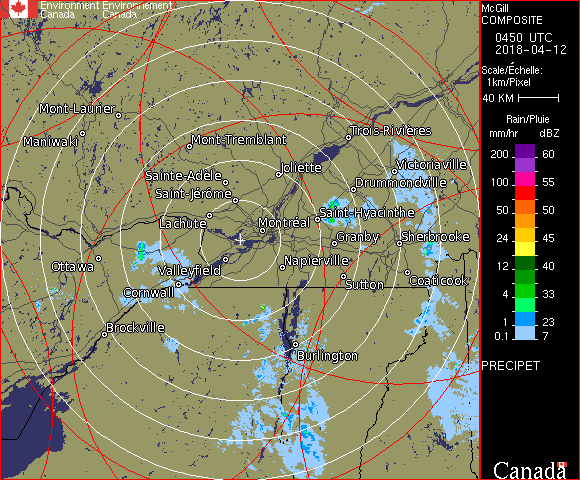 Environment Environnement
Canada Canada
McGill
COMPOSITE
0450 UTC
2018-04-12
Scale/Échelle:
1km/Pixel
40 KM
Rain/Pluie
mm/hr dBZ
200 60
100 55
50 50
24 45
12 40
4 33
1 23
0.1 7
PRECIPET
Canada
Mont-Laurier
Maniwaki
Mont-Tremblant
Trois-Rivières
Sainte-Adèle
Joliette
Victoriaville
Saint-Jérôme
Drummondville
Lachute
Montréal
Saint-Hyacinthe
Granby
Sherbrooke
Ottawa
Valleyfield
Napierville
Cornwall
Sutton
Coaticook
Brockville
Burlington